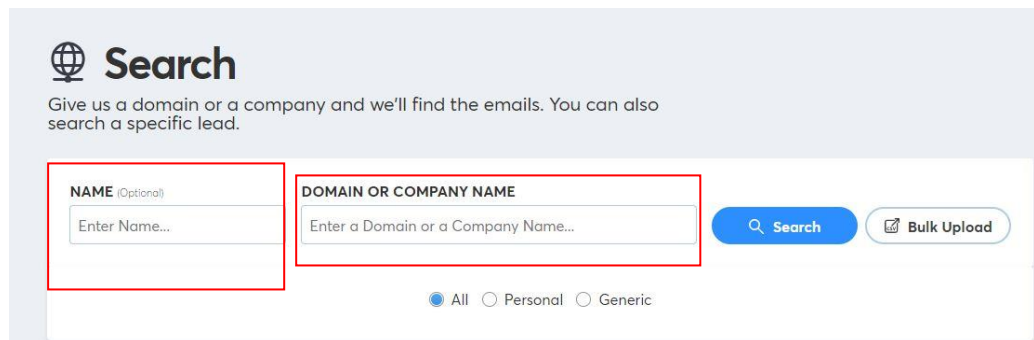 Search
Give us a domain or a company and we'll find the emails. You can also
search a specific lead.
NAME (Optional)
DOMAIN OR COMPANY NAME
Enter Name...
Enter a Domain or a Company Name...
Search
Bulk Upload
All
Personal
Generic